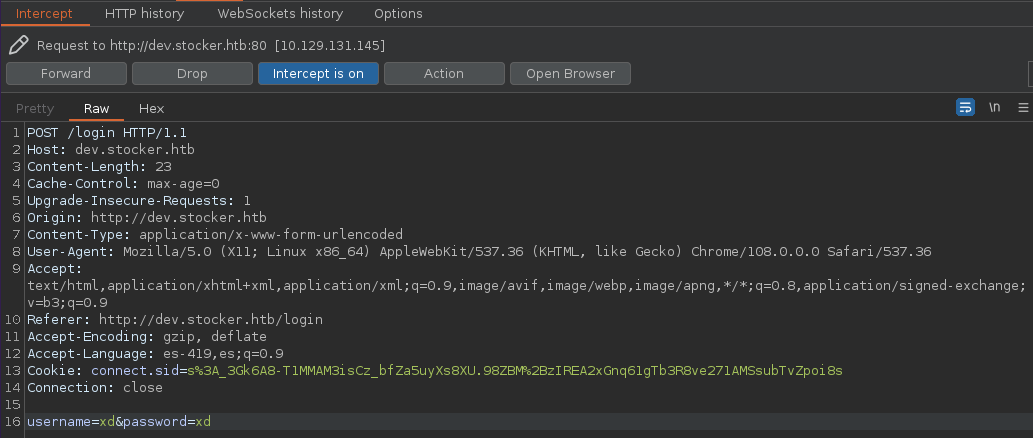 Intercept HTTP history WebSockets history Options
Request to http://dev.stocker.htb:80 [10.129.131.145]
Forward Drop Intercept is on Action Open Browser
Pretty Raw Hex \n
1 POST /login HTTP/1.1
2 Host: dev.stocker.htb
3 Content-Length: 23
4 Cache-Control: max-age=0
5 Upgrade-Insecure-Requests: 1
6 Origin: http://dev.stocker.htb
7 Content-Type: application/x-www-form-urlencoded
8 User-Agent: Mozilla/5.0 (X11; Linux x86_64) AppleWebKit/537.36 (KHTML, like Gecko) Chrome/108.0.0.0 Safari/537.36
9 Accept:
text/html,application/xhtml+xml,application/xml;q=0.9,image/avif,image/webp,image/apng,*/*;q=0.8,application/signed-exchange;
v=b3;q=0.9
10 Referer: http://dev.stocker.htb/login
11 Accept-Encoding: gzip, deflate
12 Accept-Language: es-419,es;q=0.9
13 Cookie: connect.sid=s%3A_3Gk6A8-T1MMAM3isCz_bfZa5uyXs8XU.98ZBM%2BzIREA2xGnq61gTb3R8ve27lAMSsubTvZpoi8s
14 Connection: close
15
16 username=xd&password=xd